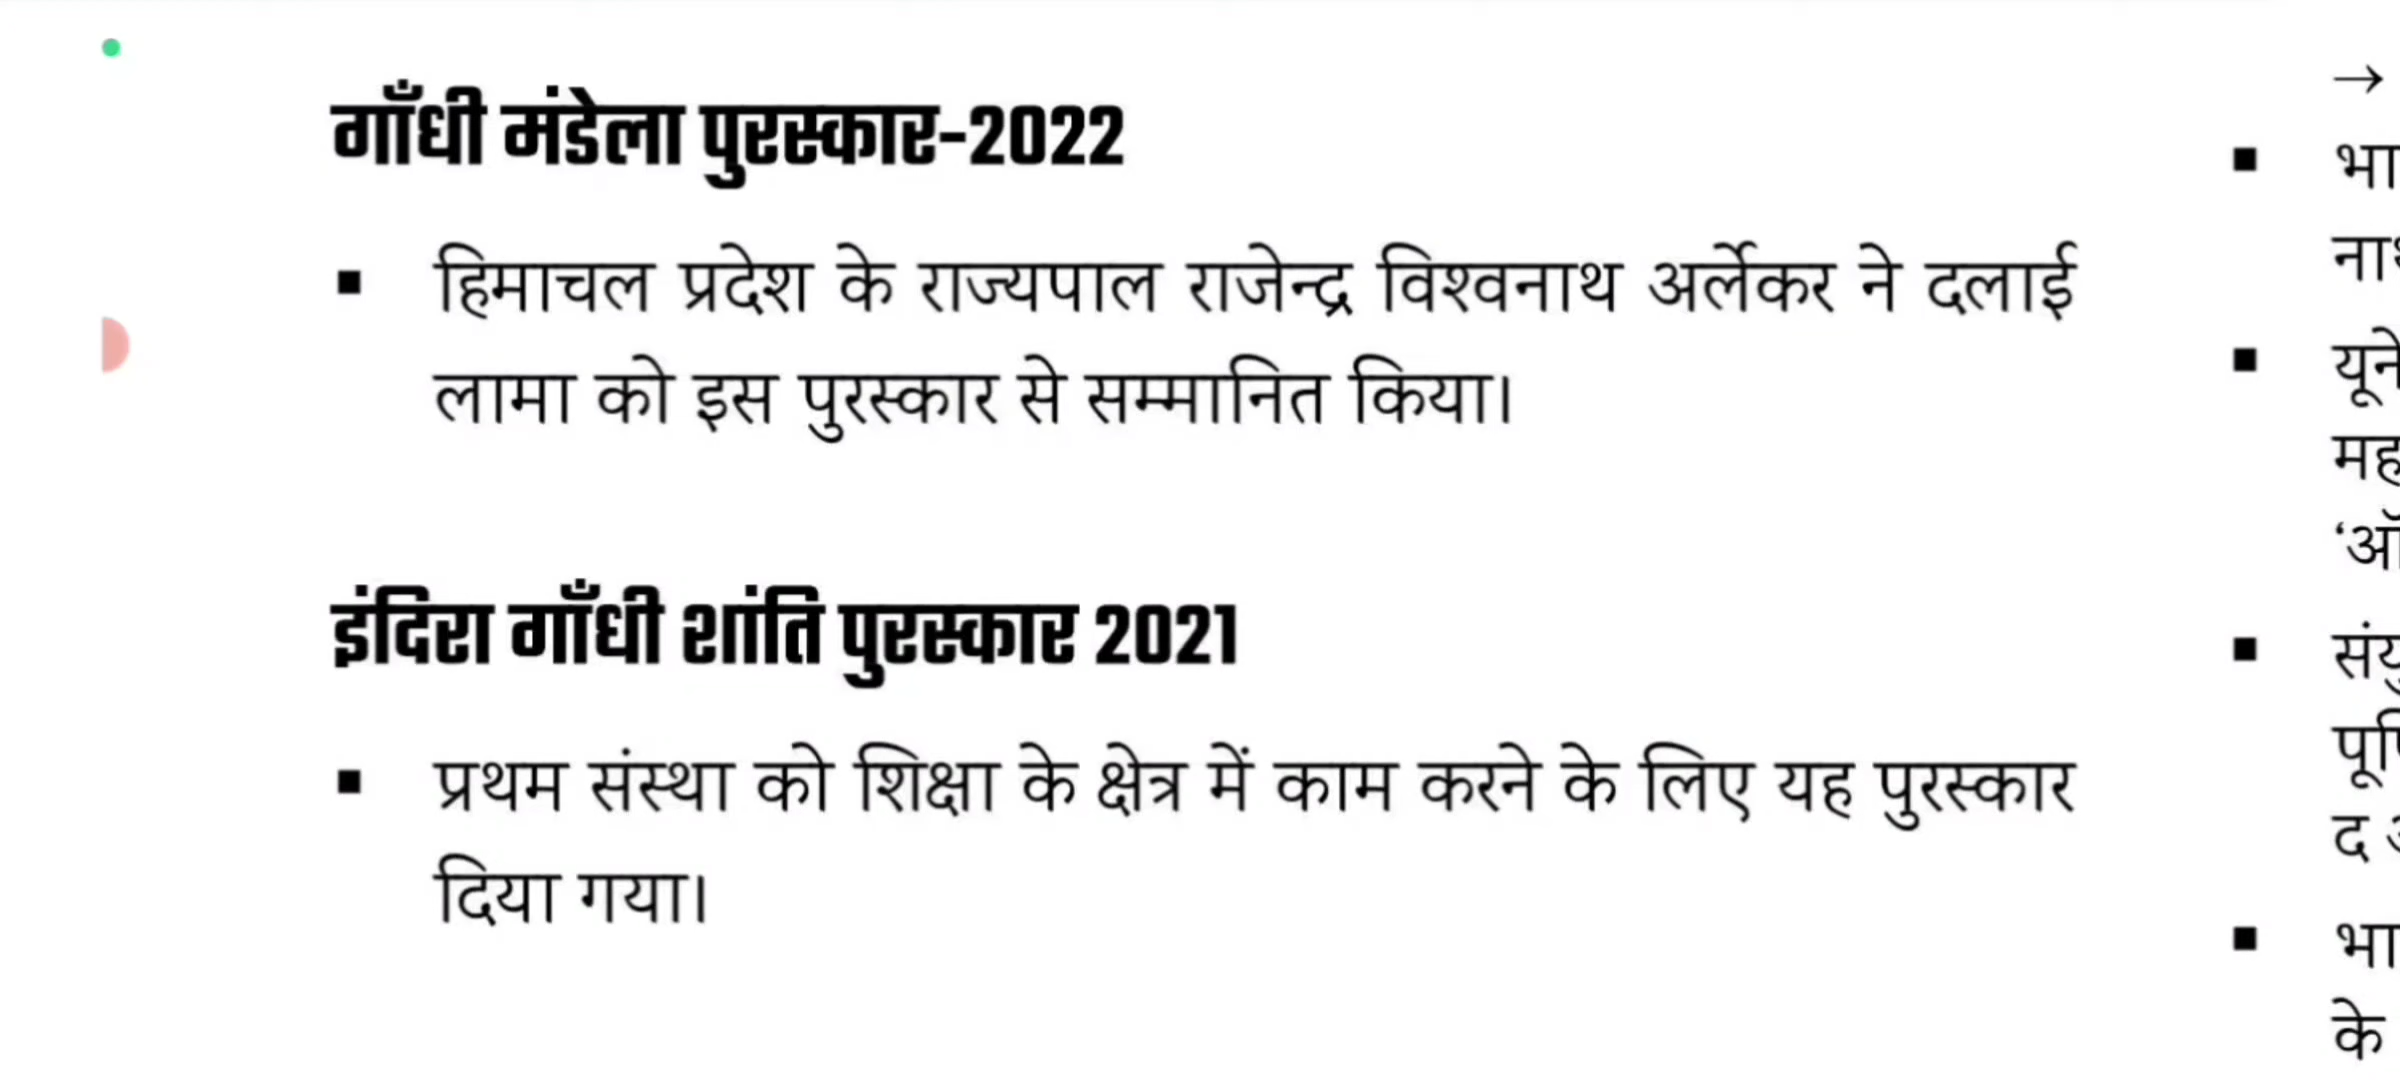 गाँधी मंडेला पुरस्कार-2022
▪ हिमाचल प्रदेश के राज्यपाल राजेन्द्र विश्वनाथ अर्लेकर ने दलाई
लामा को इस पुरस्कार से सम्मानित किया।
इंदिरा गाँधी शांति पुरस्कार 2021
▪ प्रथम संस्था को शिक्षा के क्षेत्र में काम करने के लिए यह पुरस्कार
दिया गया।
→
▪
▪
▪
▪
के